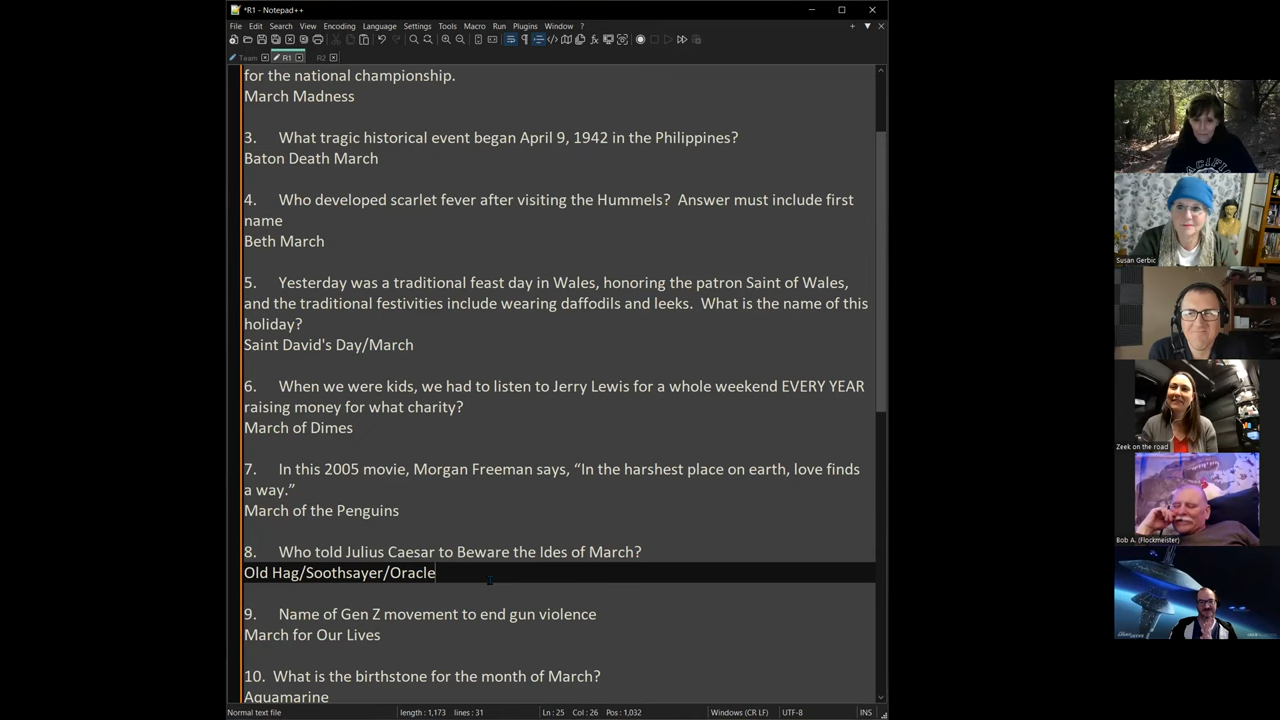 *R1 - Notepad++
File Edit Search View Encoding Language Settings Tools Macro Run Plugins Window ?
Team R1 R2
for the national championship.
March Madness
3. What tragic historical event began April 9, 1942 in the Philippines?
Baton Death March
4. Who developed scarlet fever after visiting the Hummels? Answer must include first
name
Beth March
5. Yesterday was a traditional feast day in Wales, honoring the patron Saint of Wales,
and the traditional festivities include wearing daffodils and leeks. What is the name of this
holiday?
Saint David's Day/March
6. When we were kids, we had to listen to Jerry Lewis for a whole weekend EVERY YEAR
raising money for what charity?
March of Dimes
7. In this 2005 movie, Morgan Freeman says, “In the harshest place on earth, love finds
a way.”
March of the Penguins
8. Who told Julius Caesar to Beware the Ides of March?
Old Hag/Soothsayer/Oracle
9. Name of Gen Z movement to end gun violence
March for Our Lives
10. What is the birthstone for the month of March?
Aquamarine
Normal text file length : 1,173 lines : 31 Ln : 25 Col : 26 Pos : 1,032 Windows (CR LF) UTF-8 INS
PACIFIC
Susan Gerbic
Zeek on the road
Bob A. (Flockmeister)